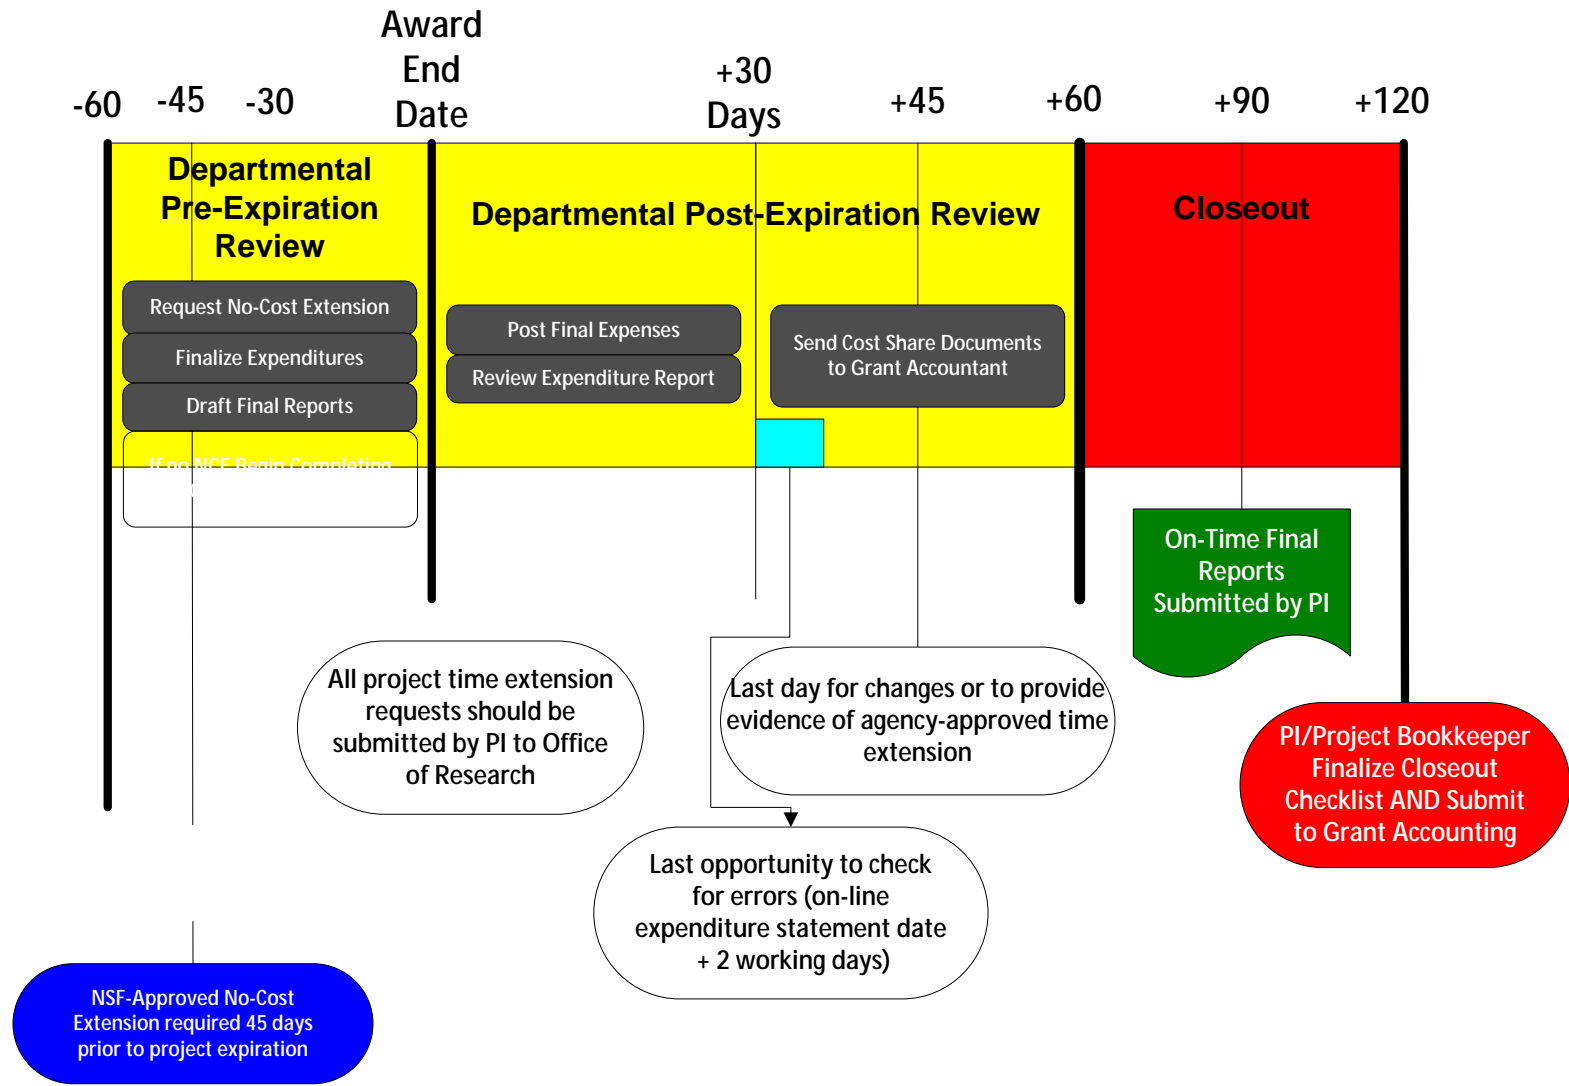 Award
End
Date
-60
-45
-30
+30
Days
+45
+60
+90
+120
Departmental
Pre-Expiration
Review
Departmental Post-Expiration Review
Closeout
Request No-Cost Extension
Finalize Expenditures
Draft Final Reports
If no NCE Begin Completing
Post Final Expenses
Review Expenditure Report
Send Cost Share Documents
to Grant Accountant
On-Time Final
Reports
Submitted by PI
All project time extension
requests should be
submitted by PI to Office
of Research
Last day for changes or to provide
evidence of agency-approved time
extension
PI/Project Bookkeeper
Finalize Closeout
Checklist AND Submit
to Grant Accounting
Last opportunity to check
for errors (on-line
expenditure statement date
+ 2 working days)
NSF-Approved No-Cost
Extension required 45 days
prior to project expiration